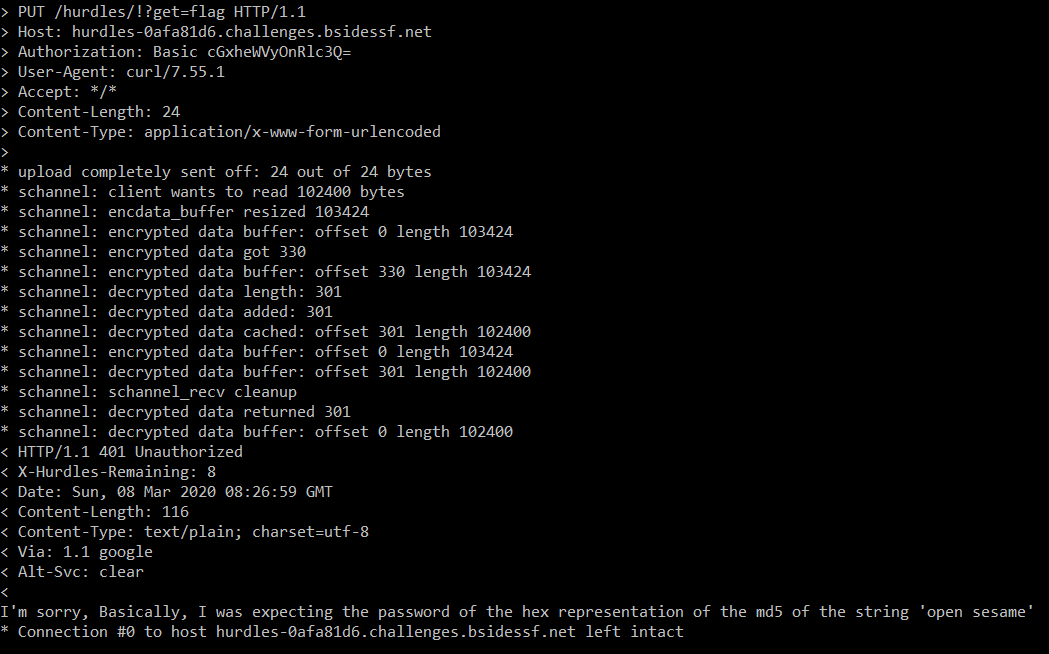 > PUT /hurdles/!?get=flag HTTP/1.1
> Host: hurdles-0afa81d6.challenges.bsidessf.net
> Authorization: Basic cGxheWVyOnRlc3Q=
> User-Agent: curl/7.55.1
> Accept: */*
> Content-Length: 24
> Content-Type: application/x-www-form-urlencoded
>
* upload completely sent off: 24 out of 24 bytes
* schannel: client wants to read 102400 bytes
* schannel: encdata_buffer resized 103424
* schannel: encrypted data buffer: offset 0 length 103424
* schannel: encrypted data got 330
* schannel: encrypted data buffer: offset 330 length 103424
* schannel: decrypted data length: 301
* schannel: decrypted data added: 301
* schannel: decrypted data cached: offset 301 length 102400
* schannel: encrypted data buffer: offset 0 length 103424
* schannel: decrypted data buffer: offset 301 length 102400
* schannel: schannel_recv cleanup
* schannel: decrypted data returned 301
* schannel: decrypted data buffer: offset 0 length 102400
< HTTP/1.1 401 Unauthorized
< X-Hurdles-Remaining: 8
< Date: Sun, 08 Mar 2020 08:26:59 GMT
< Content-Length: 116
< Content-Type: text/plain; charset=utf-8
< Via: 1.1 google
< Alt-Svc: clear
<
I'm sorry, Basically, I was expecting the password of the hex representation of the md5 of the string 'open sesame'
* Connection #0 to host hurdles-0afa81d6.challenges.bsidessf.net left intact